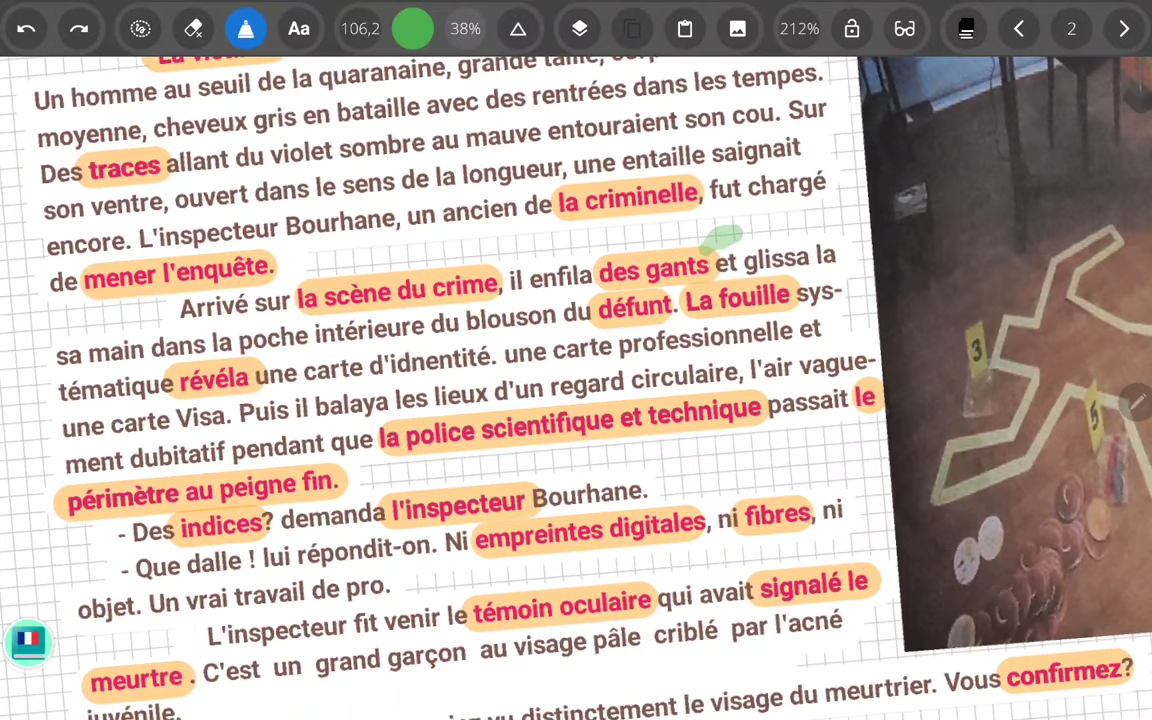 Aa 106,2 38% 212% 2
Un homme au seuil de la quaranaine, grande taille,
moyenne, cheveux gris en bataille avec des rentrées dans les tempes.
Des traces allant du violet sombre au mauve entouraient son cou. Sur
son ventre, ouvert dans le sens de la longueur, une entaille saignait
encore. L'inspecteur Bourhane, un ancien de la criminelle, fut chargé
de mener l'enquête.
Arrivé sur la scène du crime, il enfila des gants et glissa la
sa main dans la poche intérieure du blouson du défunt. La fouille sys-
tématique révéla une carte d'idnentité. une carte professionnelle et
une carte Visa. Puis il balaya les lieux d'un regard circulaire, l'air vague-
ment dubitatif pendant que la police scientifique et technique passait le
périmètre au peigne fin.
- Des indices? demanda l'inspecteur Bourhane.
- Que dalle ! lui répondit-on. Ni empreintes digitales, ni fibres, ni
objet. Un vrai travail de pro.
L'inspecteur fit venir le témoin oculaire qui avait signalé le
meurtre . C'est un grand garçon au visage pâle criblé par l'acné
juvénile.
vu distinctement le visage du meurtrier. Vous confirmez?
3
5